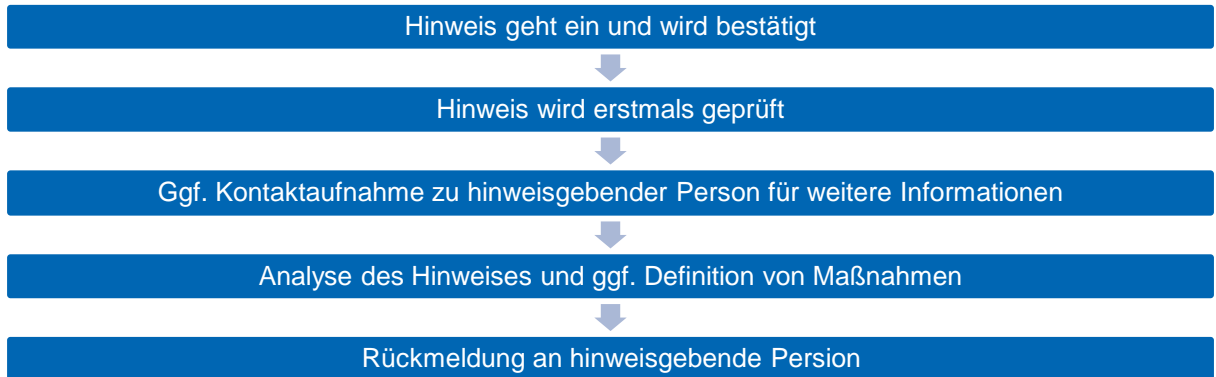 Hinweis geht ein und wird bestätigt
Hinweis wird erstmals geprüft
Ggf. Kontaktaufnahme zu hinweisgebender Person für weitere Informationen
Analyse des Hinweises und ggf. Definition von Maßnahmen
Rückmeldung an hinweisgebende Persion